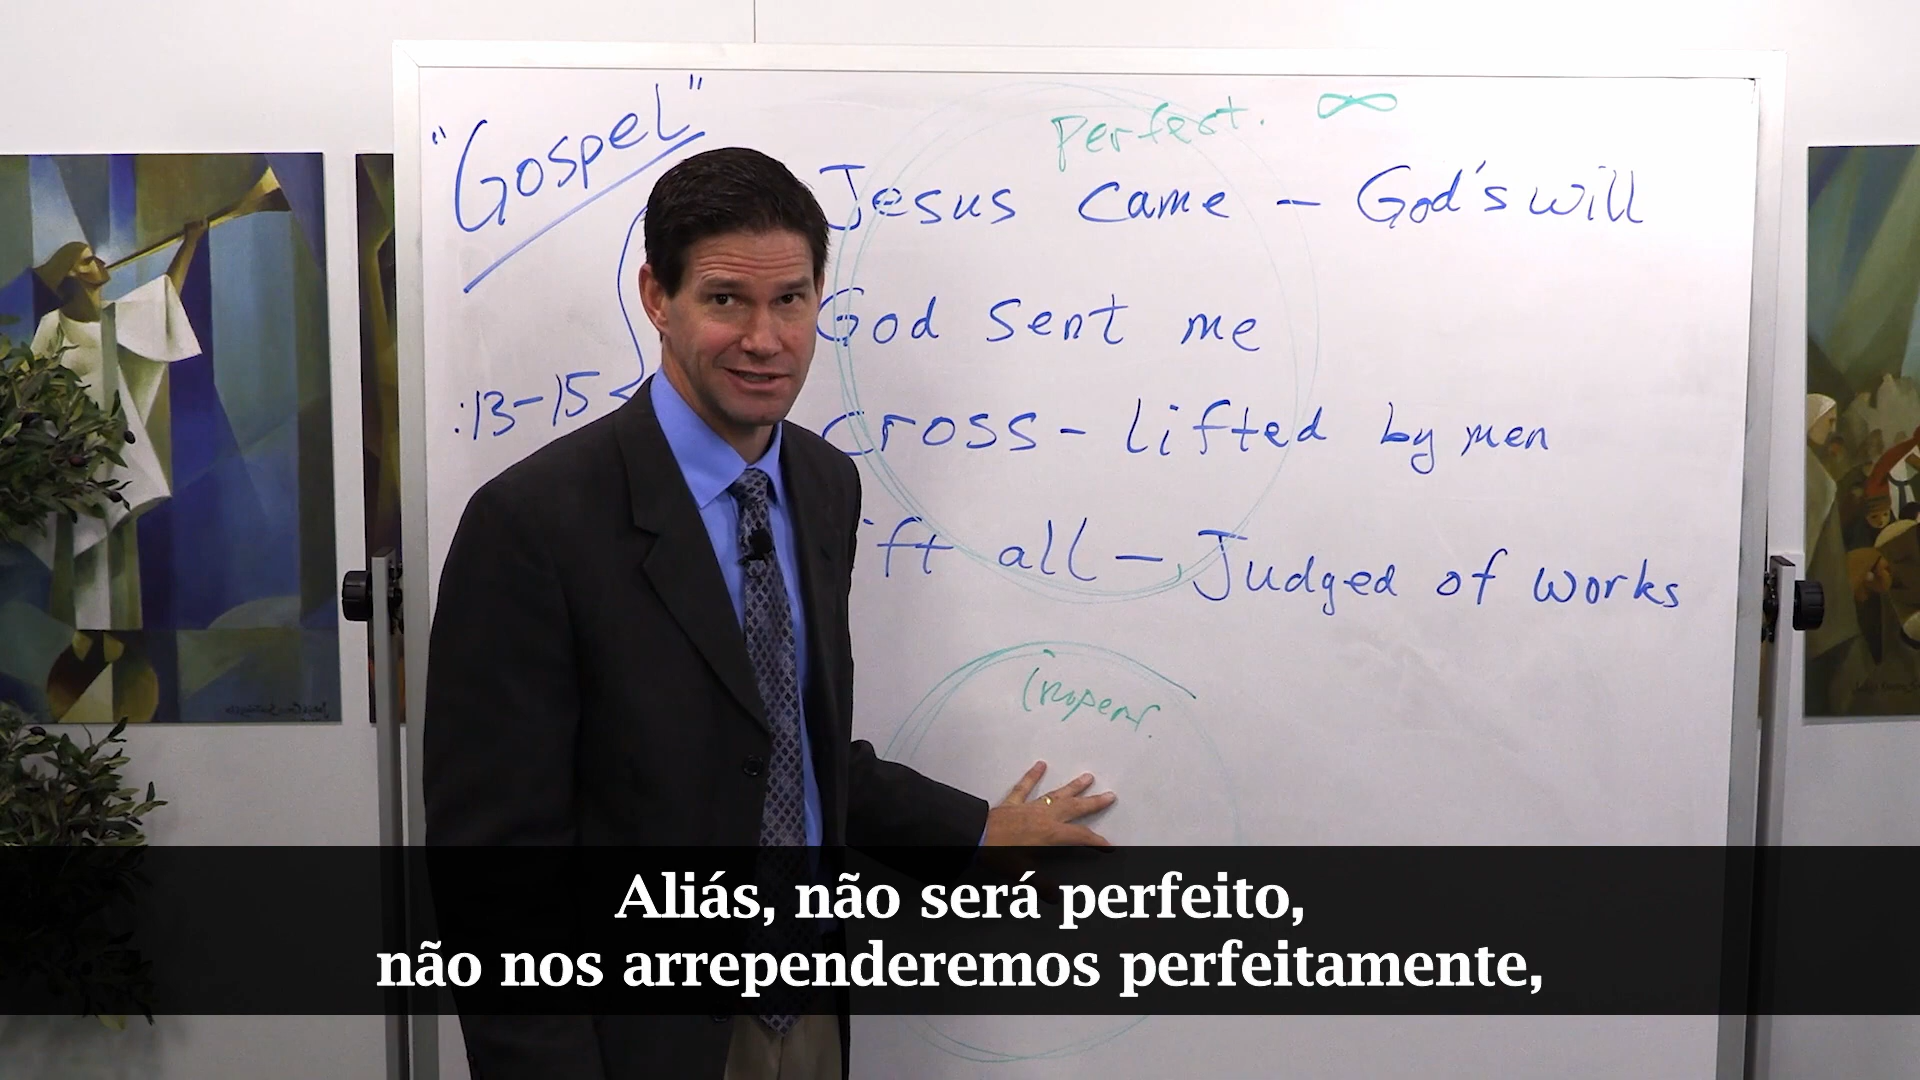 "Gospel"
perfect. ∞
Jesus came – God's will
God sent me
:13-15
cross - lifted by men
ift all – Judged of works
Aliás, não será perfeito,
não nos arrependeremos perfeitamente,